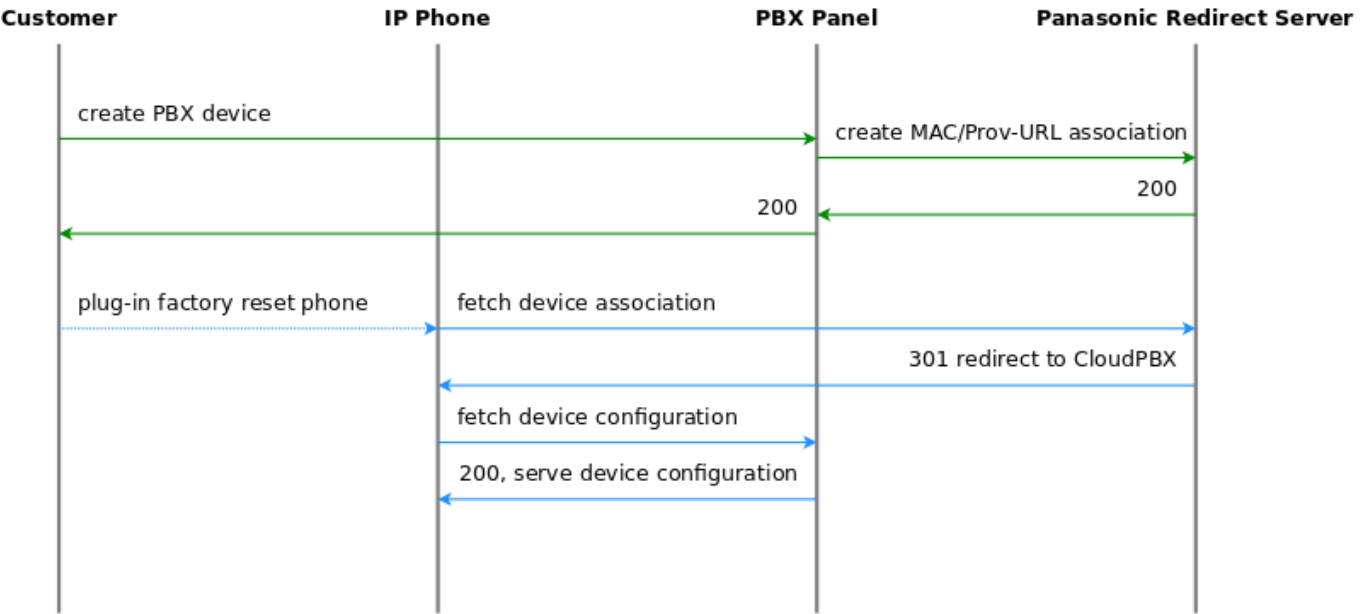 Customer
IP Phone
PBX Panel
Panasonic Redirect Server
create PBX device
create MAC/Prov-URL association
200
200
plug-in factory reset phone
fetch device association
301 redirect to CloudPBX
fetch device configuration
200, serve device configuration